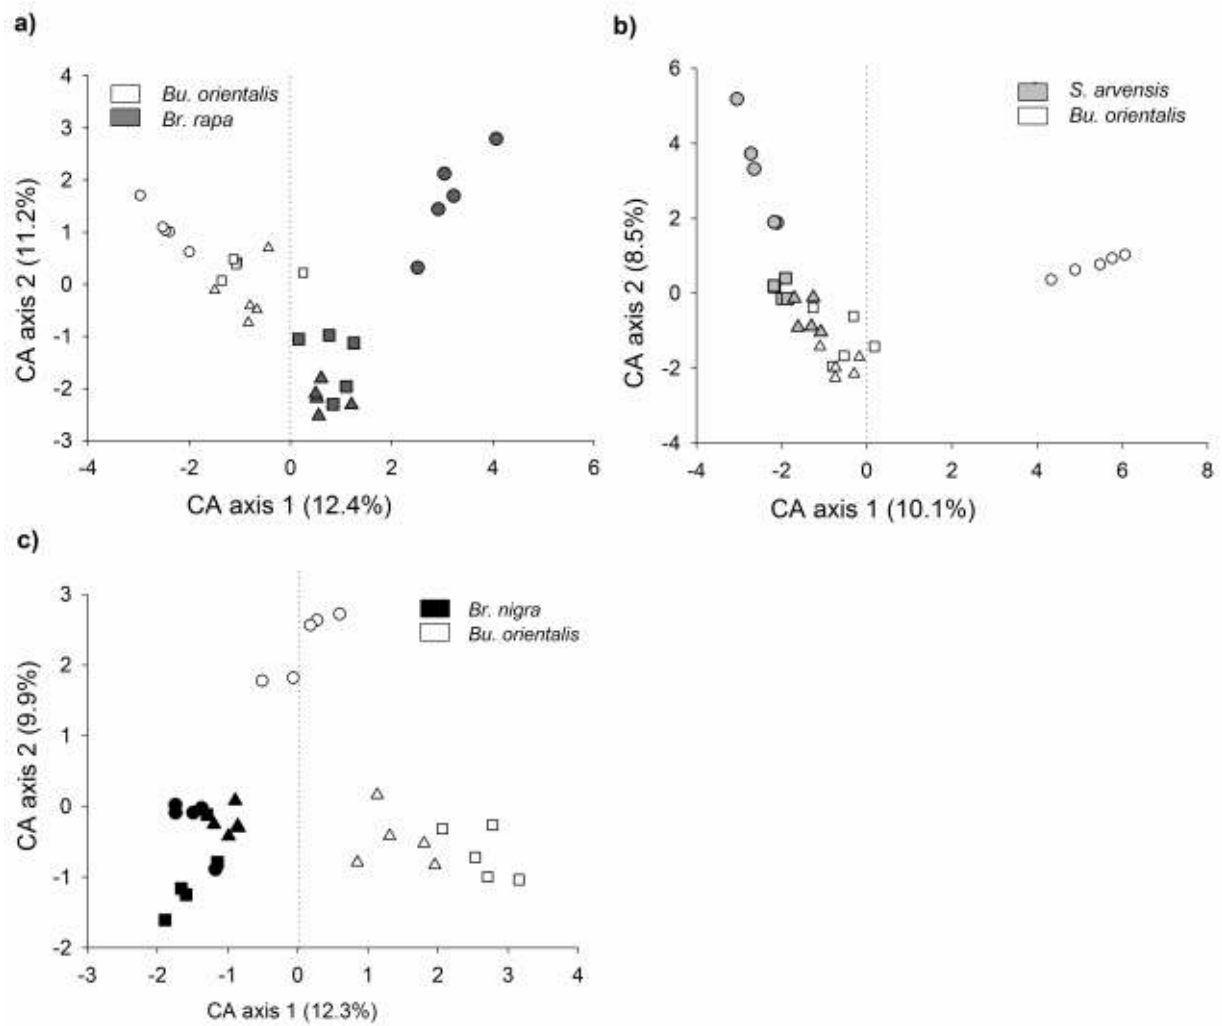 a)
Bu. orientalis
Br. rapa
4
3
2
1
0
-1
-2
-3
CA axis 2 (11.2%)
-4 -2 0 2 4 6
CA axis 1 (12.4%)
b)
S. arvensis
Bu. orientalis
6
4
2
0
-2
-4
CA axis 2 (8.5%)
-4 -2 0 2 4 6 8
CA axis 1 (10.1%)
c)
Br. nigra
Bu. orientalis
3
2
1
0
-1
-2
CA axis 2 (9.9%)
-3 -2 -1 0 1 2 3 4
CA axis 1 (12.3%)